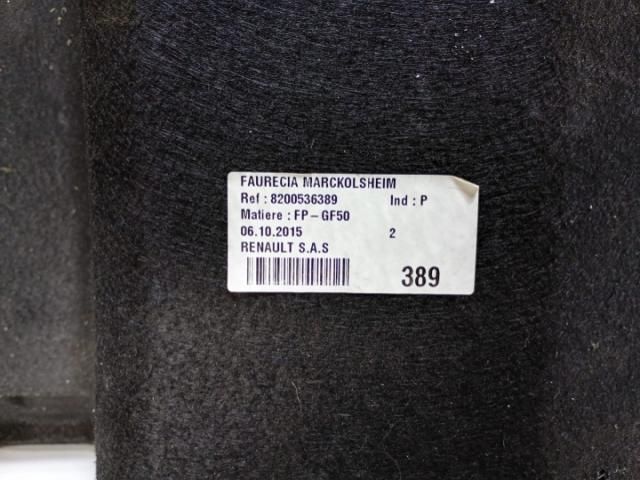 FAURECIA MARCKOLSHEIM
Ref : 8200536389 Ind : P
Matiere : FP-GF50
06.10.2015 2
RENAULT S.A.S
389